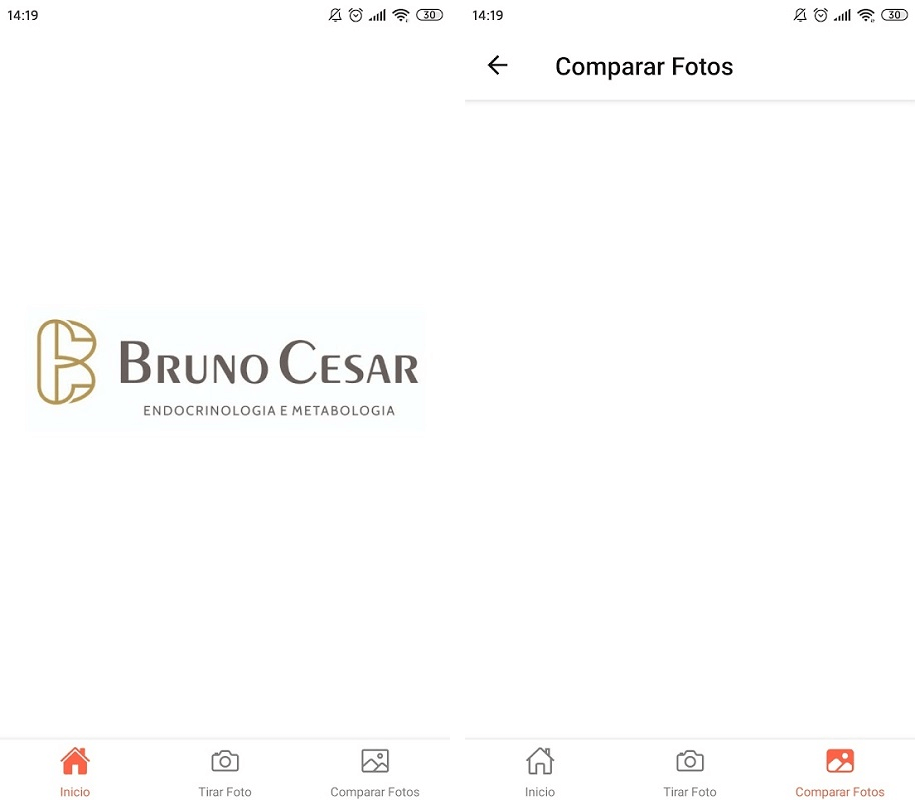 14:19
30
BRUNO CESAR
ENDOCRINOLOGIA E METABOLOGIA
Inicio
Tirar Foto
Comparar Fotos
14:19
30
Comparar Fotos
Inicio
Tirar Foto
Comparar Fotos